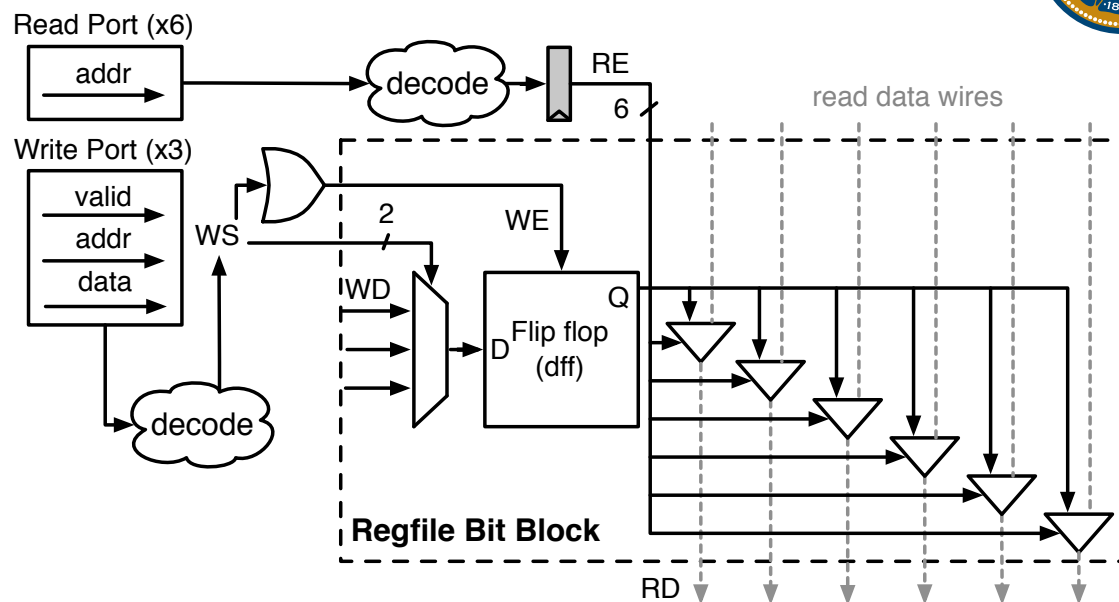 Read Port (x6)
addr
decode
RE
6
read data wires
Write Port (x3)
valid
addr
data
WS
2
WE
WD
Q
D
Flip flop
(dff)
decode
Regfile Bit Block
RD